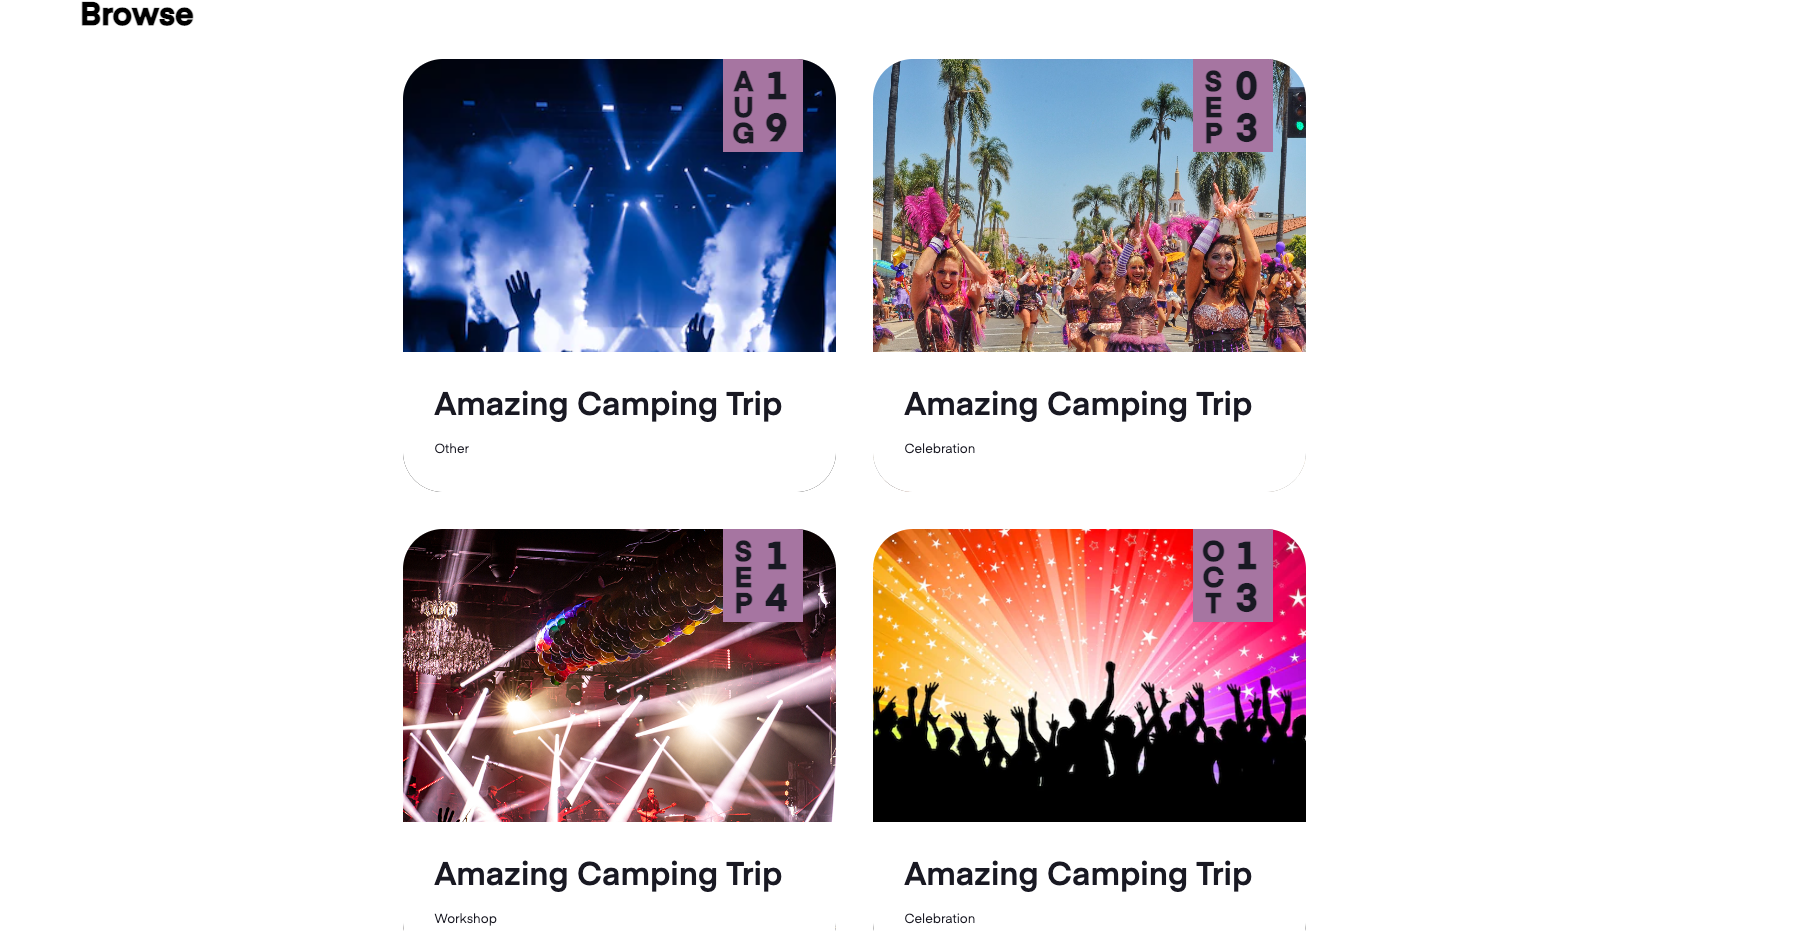 Browse
AUG 19
SEP 03
Amazing Camping Trip
Other
Amazing Camping Trip
Celebration
SEP 14
OCT 13
Amazing Camping Trip
Workshop
Amazing Camping Trip
Celebration